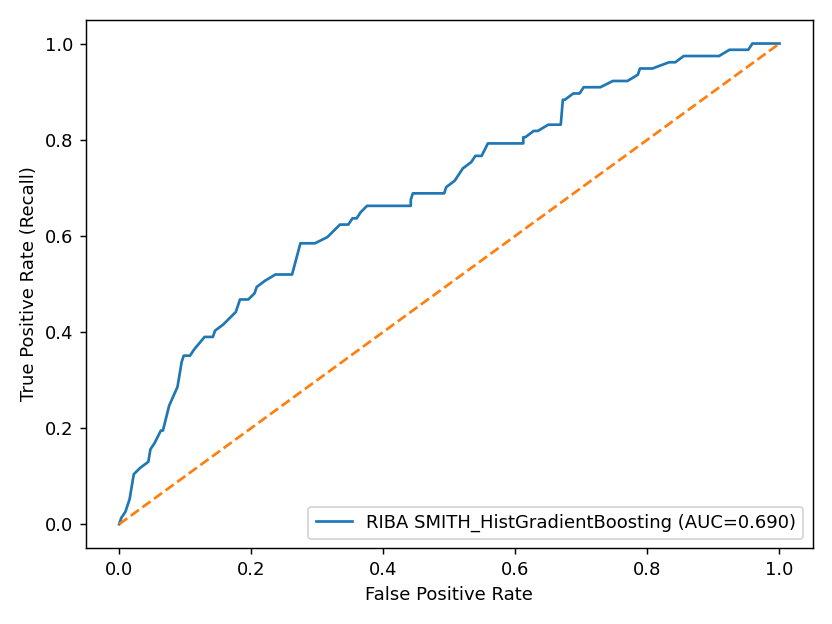 1.0
0.8
0.6
0.4
0.2
0.0
True Positive Rate (Recall)
RIBA SMITH_HistGradientBoosting (AUC=0.690)
0.0 0.2 0.4 0.6 0.8 1.0
False Positive Rate